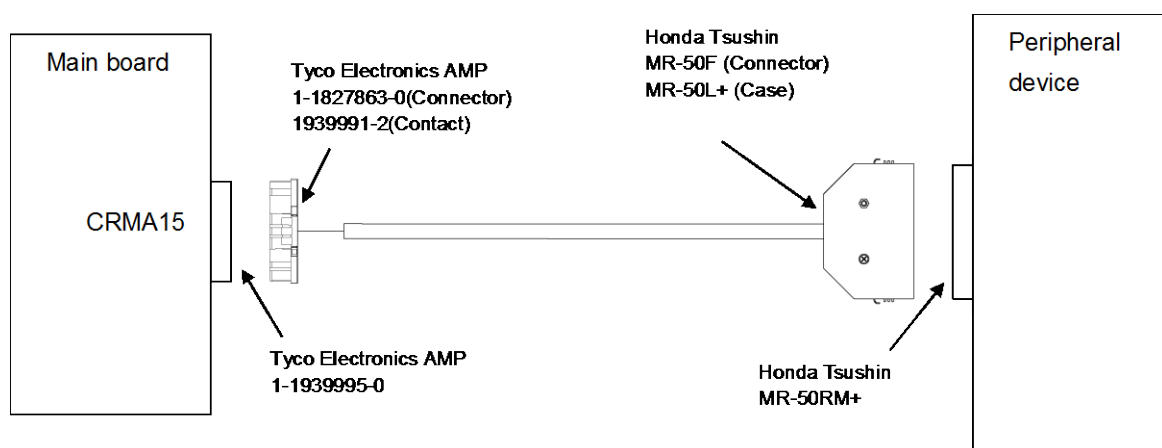 Main board
Tyco Electronics AMP
1-1827863-0(Connector)
1939991-2(Contact)
Honda Tsushin
MR-50F (Connector)
MR-50L+ (Case)
Peripheral
device
CRMA15
Tyco Electronics AMP
1-1939995-0
Honda Tsushin
MR-50RM+